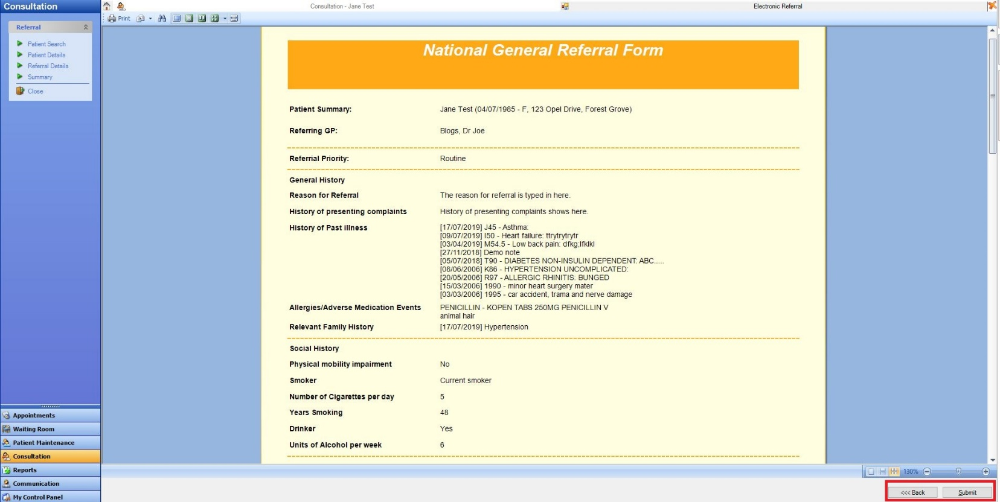 Consultation
Consultation - Jane Test
Electronic Referral
Print
Referral
Patient Search
Patient Details
Referral Details
Summary
Close
National General Referral Form
Patient Summary: Jane Test (04/07/1985 - F, 123 Opel Drive, Forest Grove)
Referring GP: Blogs, Dr Joe
Referrial Priority: Routine
General History
Reason for Referral The reason for referral is typed in here.
History of presenting complaints History of presenting complaints shows here.
History of Past illness [17/07/2019] J45 - Asthma:
[09/07/2019] I50 - Heart failure: ttrytrytrytr
[03/04/2019] M54.5 - Low back pain: dfkg;lfklkl
[27/11/2018] Demo note
[05/07/2018] T90 - DIABETES NON-INSULIN DEPENDENT: ABC.....
[08/06/2006] K86 - HYPERTENSION UNCOMPLICATED:
[20/05/2006] R97 - ALLERGIC RHINITIS: BUNGED
[15/03/2006] 1990 - minor heart surgery mater
[03/03/2006] 1995 - car accident, trama and nerve damage
Allergies/Adverse Medication Events PENICILLIN - KOPEN TABS 250MG PENICILLIN V
animal hair
Relevant Family History [17/07/2019] Hypertension
Social History
Physical mobility impairment No
Smoker Current smoker
Number of Cigarettes per day 5
Years Smoking 48
Drinker Yes
Units of Alcohol per week 6
Appointments
Waiting Room
Patient Maintenance
Consultation
Reports
Communication
My Control Panel
130%
<<< Back
Submit